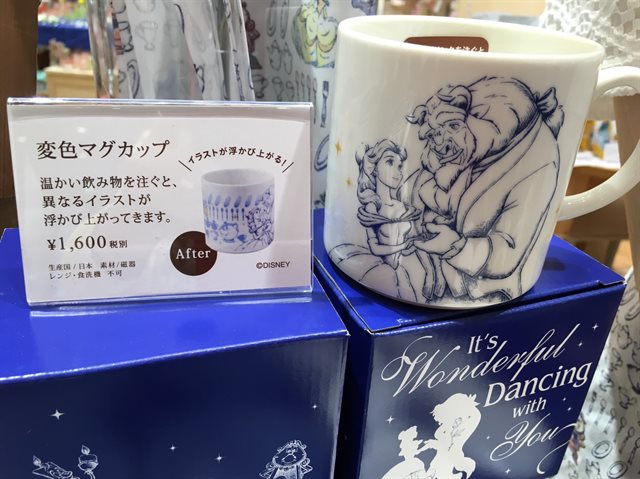 変色マグカップ
イラストが浮かび上がる!
温かい飲み物を注ぐと、
異なるイラストが
浮かび上がってきます。
¥1,600税別
After
生産国/日本 素材/磁器
レンジ・食洗機 不可
©DISNEY
It's
Wonderful
Dancing
with
You